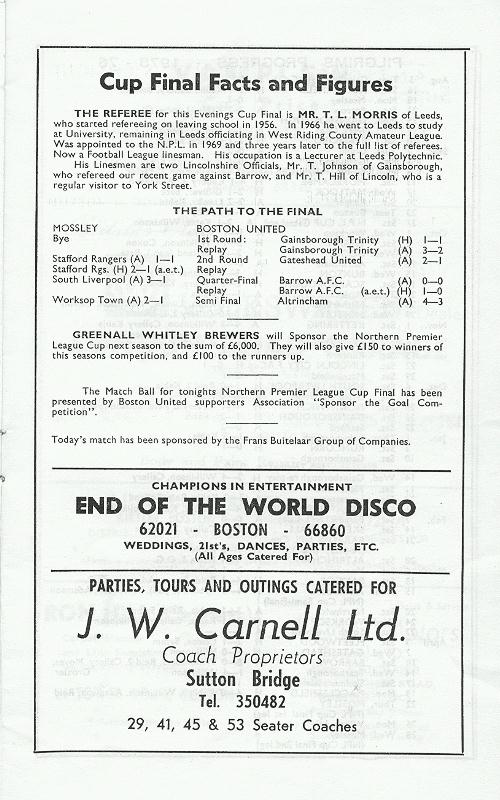 Cup Final Facts and Figures
THE REFEREE for this Evenings Cup Final is MR. T. L. MORRIS of Leeds,
who started refereeing on leaving school in 1956. In 1966 he went to Leeds to study
at University, remaining in Leeds officiating in West Riding County Amateur League.
Was appointed to the N.P.L. in 1969 and three years later to the full list of referees.
Now a Football League linesman. His occupation is a Lecturer at Leeds Polytechnic.
His Linesmen are two Lincolnshire Officials, Mr. T. Johnson of Gainsborough,
who refereed our recent game against Barrow, and Mr. T. Hill of Lincoln, who is a
regular visitor to York Street.
THE PATH TO THE FINAL
MOSSLEY BOSTON UNITED
Bye 1st Round: Gainsborough Trinity (H) 1—1
Replay Gainsborough Trinity (A) 3—2
Stafford Rangers (A) 1—1 2nd Round Gateshead United (A) 2—1
Stafford Rgs. (H) 2—1 (a.e.t.) Replay
South Liverpool (A) 3—1 Quarter-Final Barrow A.F.C. (A) 0—0
Replay Barrow A.F.C. (a.e.t.) (H) 1—0
Worksop Town (A) 2—1 Semi Final Altrincham (A) 4—3
GREENALL WHITLEY BREWERS will Sponsor the Northern Premier
League Cup next season to the sum of £6,000. They will also give £150 to winners of
this seasons competition, and £100 to the runners up.
The Match Ball for tonights Northern Premier League Cup Final has been
presented by Boston United supporters Association "Sponsor the Goal Com-
petition".
Today's match has been sponsored by the Frans Buitelaar Group of Companies.
CHAMPIONS IN ENTERTAINMENT
END OF THE WORLD DISCO
62021 - BOSTON - 66860
WEDDINGS, 21st's, DANCES, PARTIES, ETC.
(All Ages Catered For)
PARTIES, TOURS AND OUTINGS CATERED FOR
J. W. Carnell Ltd.
Coach Proprietors
Sutton Bridge
Tel. 350482
29, 41, 45 & 53 Seater Coaches